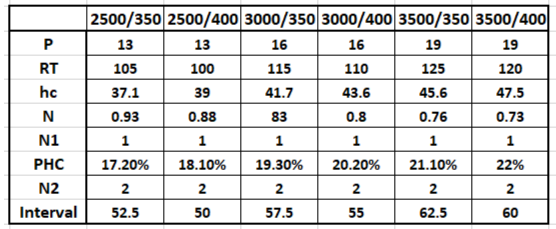 2500/350 2500/400 3000/350 3000/400 3500/350 3500/400
P 13 13 16 16 19 19
RT 105 100 115 110 125 120
hc 37.1 39 41.7 43.6 45.6 47.5
N 0.93 0.88 83 0.8 0.76 0.73
N1 1 1 1 1 1 1
PHC 17.20% 18.10% 19.30% 20.20% 21.10% 22%
N2 2 2 2 2 2 2
Interval 52.5 50 57.5 55 62.5 60